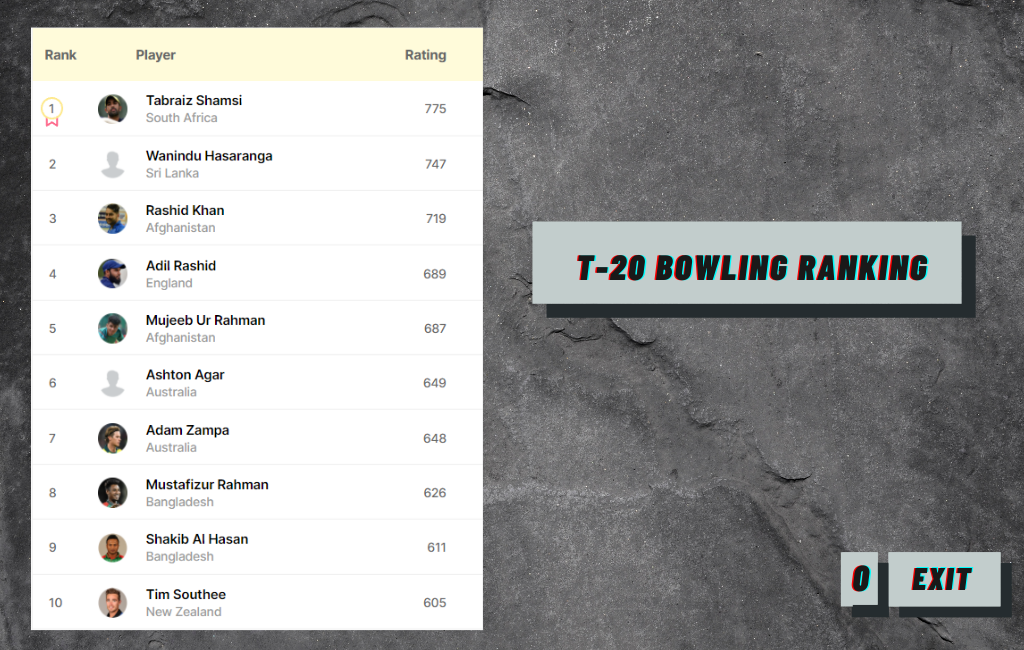 Rank Player Rating
1 Tabraiz Shamsi 775
South Africa
2 Wanindu Hasaranga 747
Sri Lanka
3 Rashid Khan 719
Afghanistan
4 Adil Rashid 689
England
5 Mujeeb Ur Rahman 687
Afghanistan
6 Ashton Agar 649
Australia
7 Adam Zampa 648
Australia
8 Mustafizur Rahman 626
Bangladesh
9 Shakib Al Hasan 611
Bangladesh
10 Tim Southee 605
New Zealand
T-20 BOWLING RANKING
0 EXIT